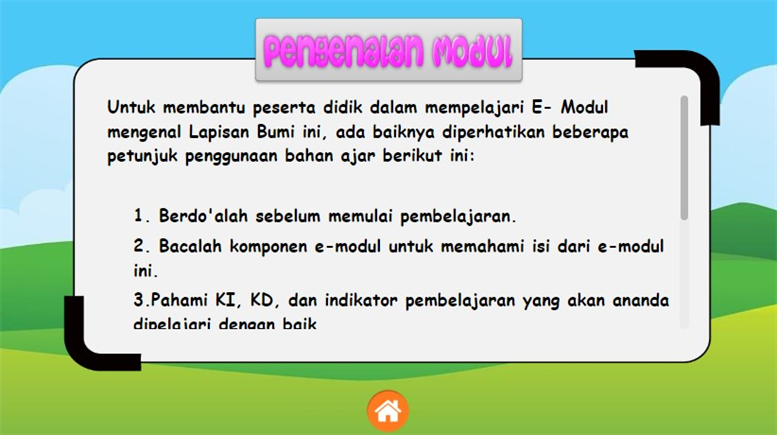 Pengenalan Modul
Untuk membantu peserta didik dalam mempelajari E- Modul
mengenal Lapisan Bumi ini, ada baiknya diperhatikan beberapa
petunjuk penggunaan bahan ajar berikut ini:
1. Berdo'alah sebelum memulai pembelajaran.
2. Bacalah komponen e-modul untuk memahami isi dari e-modul
ini.
3.Pahami KI, KD, dan indikator pembelajaran yang akan ananda
dipelajari dengan baik